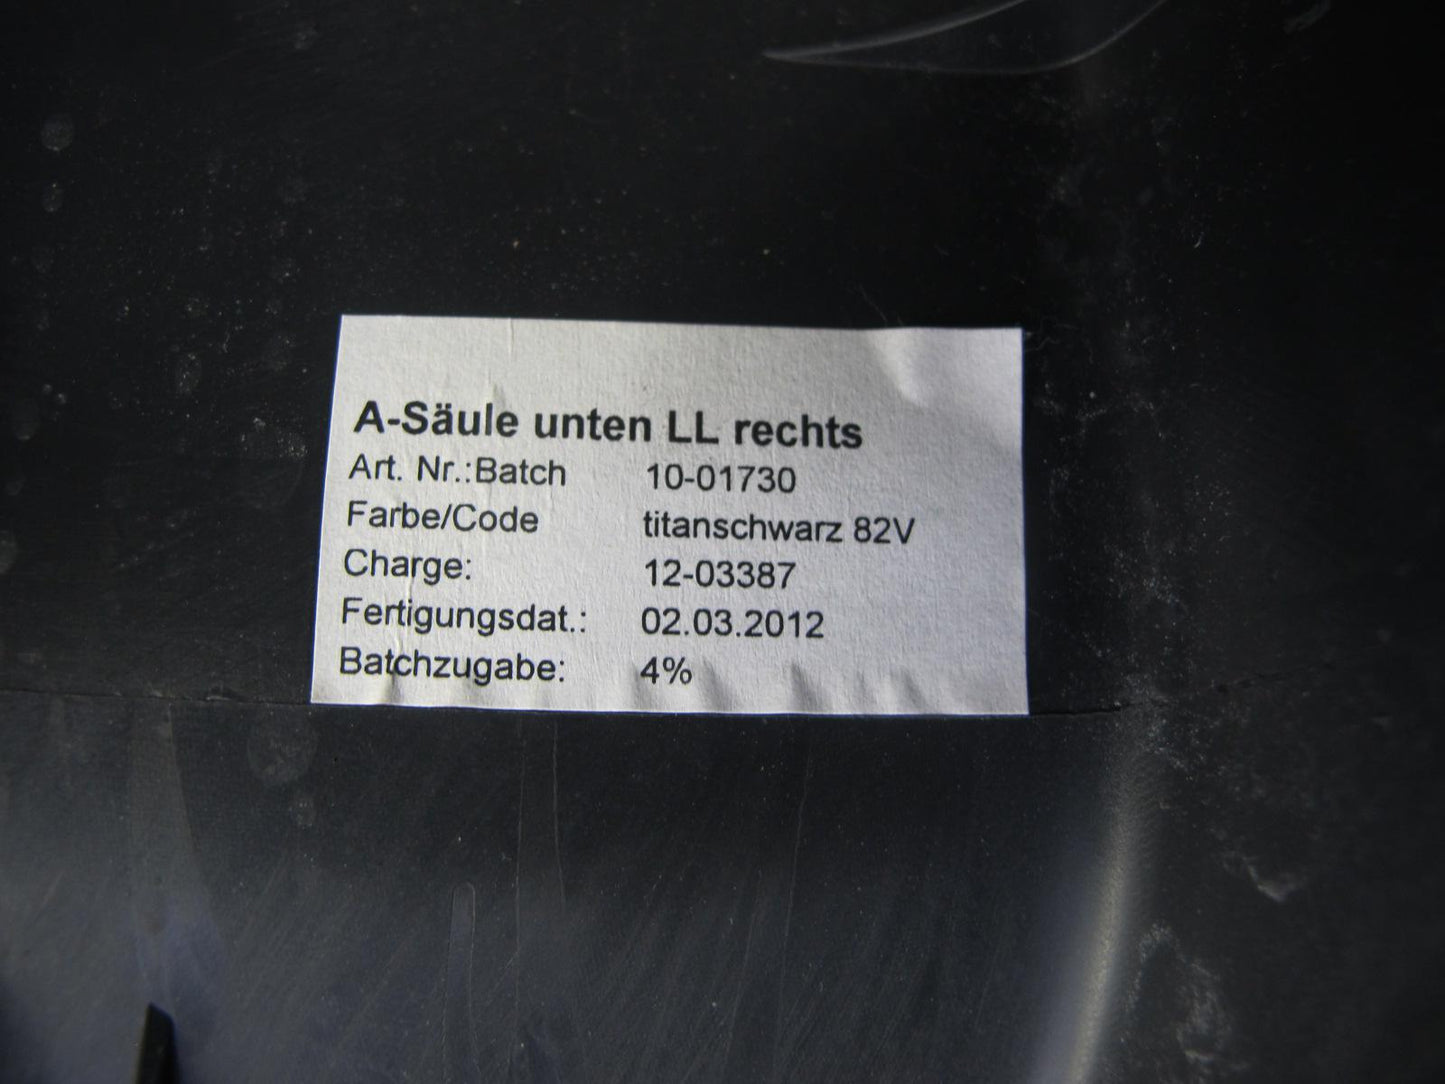 A-Säule unten LL rechts
Art. Nr.:Batch 10-01730
Farbe/Code titanschwarz 82V
Charge: 12-03387
Fertigungsdat.: 02.03.2012
Batchzugabe: 4%